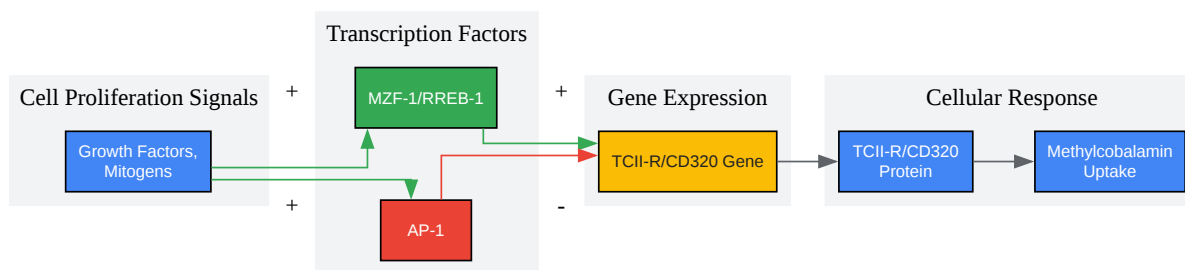 Transcription Factors
Cell Proliferation Signals
+
MZF-1/RREB-1
+
Gene Expression
Cellular Response
Growth Factors,
Mitogens
TCII-R/CD320 Gene
TCII-R/CD320
Protein
Methylcobalamin
Uptake
+
AP-1
-